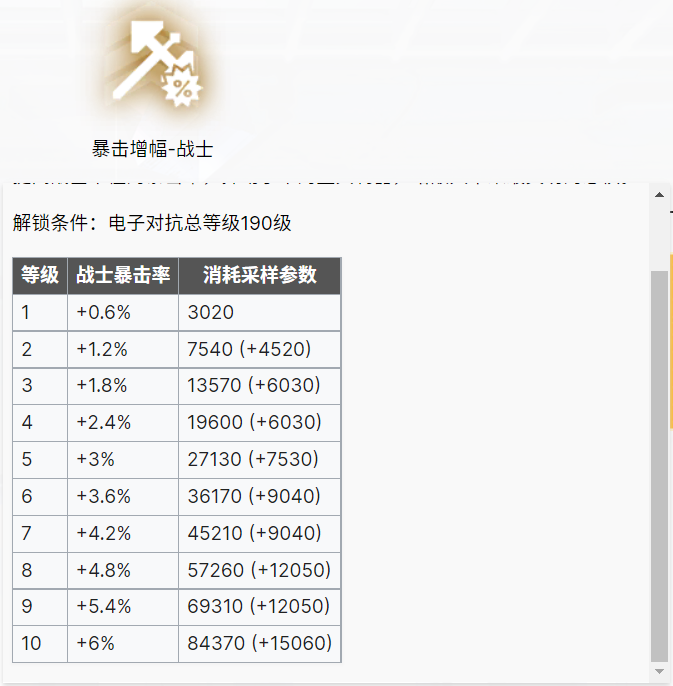 暴击增幅-战士
解锁条件：电子对抗总等级190级
等级 战士暴击率 消耗采样参数
1 +0.6% 3020
2 +1.2% 7540 (+4520)
3 +1.8% 13570 (+6030)
4 +2.4% 19600 (+6030)
5 +3% 27130 (+7530)
6 +3.6% 36170 (+9040)
7 +4.2% 45210 (+9040)
8 +4.8% 57260 (+12050)
9 +5.4% 69310 (+12050)
10 +6% 84370 (+15060)